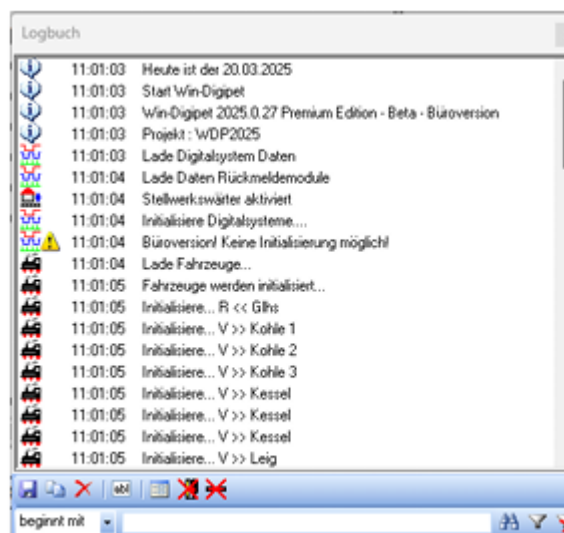 Logbuch
11:01:03 Heute ist der 20.03.2025
11:01:03 Start Win-Digipet
11:01:03 Win-Digipet 2025.0.27 Premium Edition - Beta - Büroversion
11:01:03 Projekt : WDP2025
11:01:03 Lade Digitalsystem Daten
11:01:04 Lade Daten Rückmeldemodule
11:01:04 Stellwerkswärter aktiviert
11:01:04 Initialisiere Digitalsysteme....
11:01:04 Büroversion! Keine Initialisierung möglich!
11:01:04 Lade Fahrzeuge...
11:01:05 Fahrzeuge werden initialisiert...
11:01:05 Initialisiere... R << Glhs
11:01:05 Initialisiere... V >> Kohle 1
11:01:05 Initialisiere... V >> Kohle 2
11:01:05 Initialisiere... V >> Kohle 3
11:01:05 Initialisiere... V >> Kessel
11:01:05 Initialisiere... V >> Kessel
11:01:05 Initialisiere... V >> Kessel
11:01:05 Initialisiere... V >> Leig
abl
beginnt mit